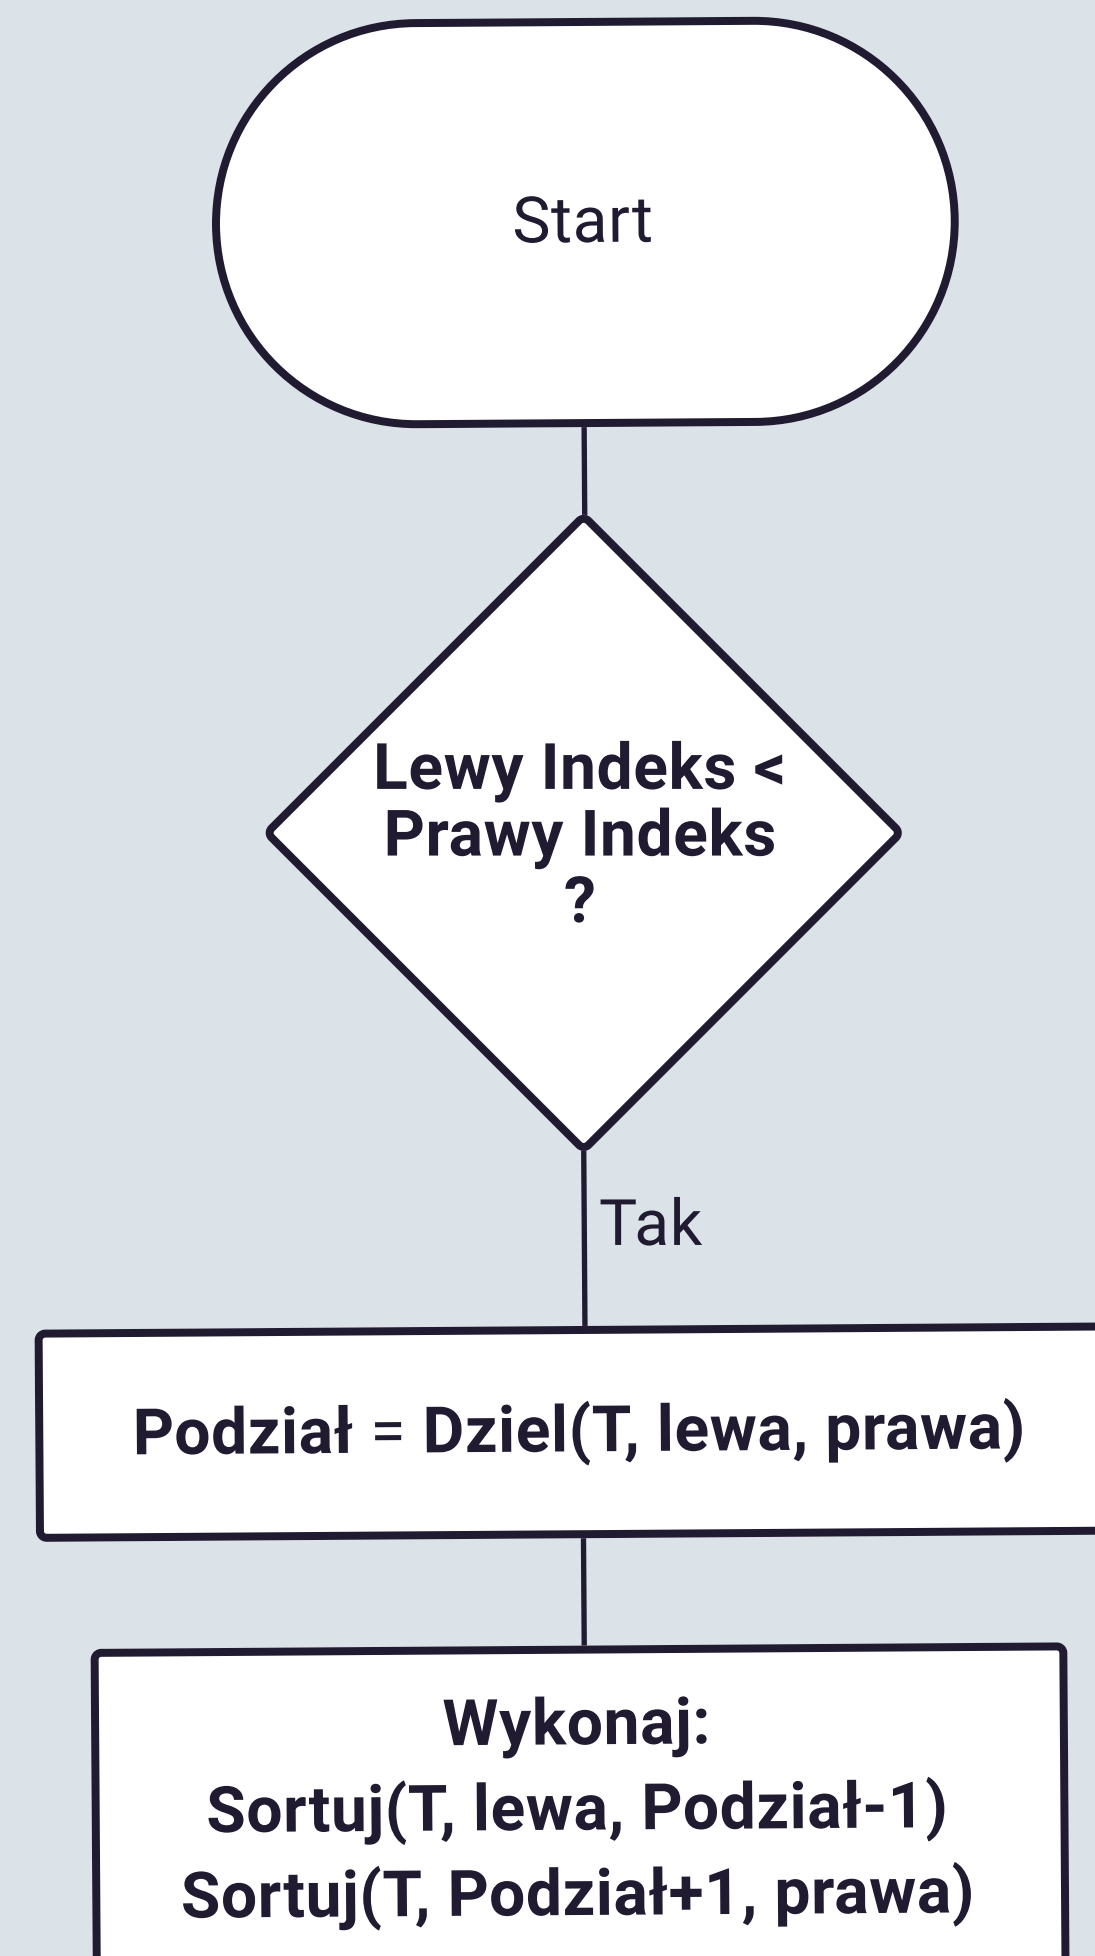 Start
Lewy Indeks <
Prawy Indeks
?
Tak
Podział = Dziel(T, lewa, prawa)
Wykonaj:
Sortuj(T, lewa, Podział-1)
Sortuj(T, Podział+1, prawa)